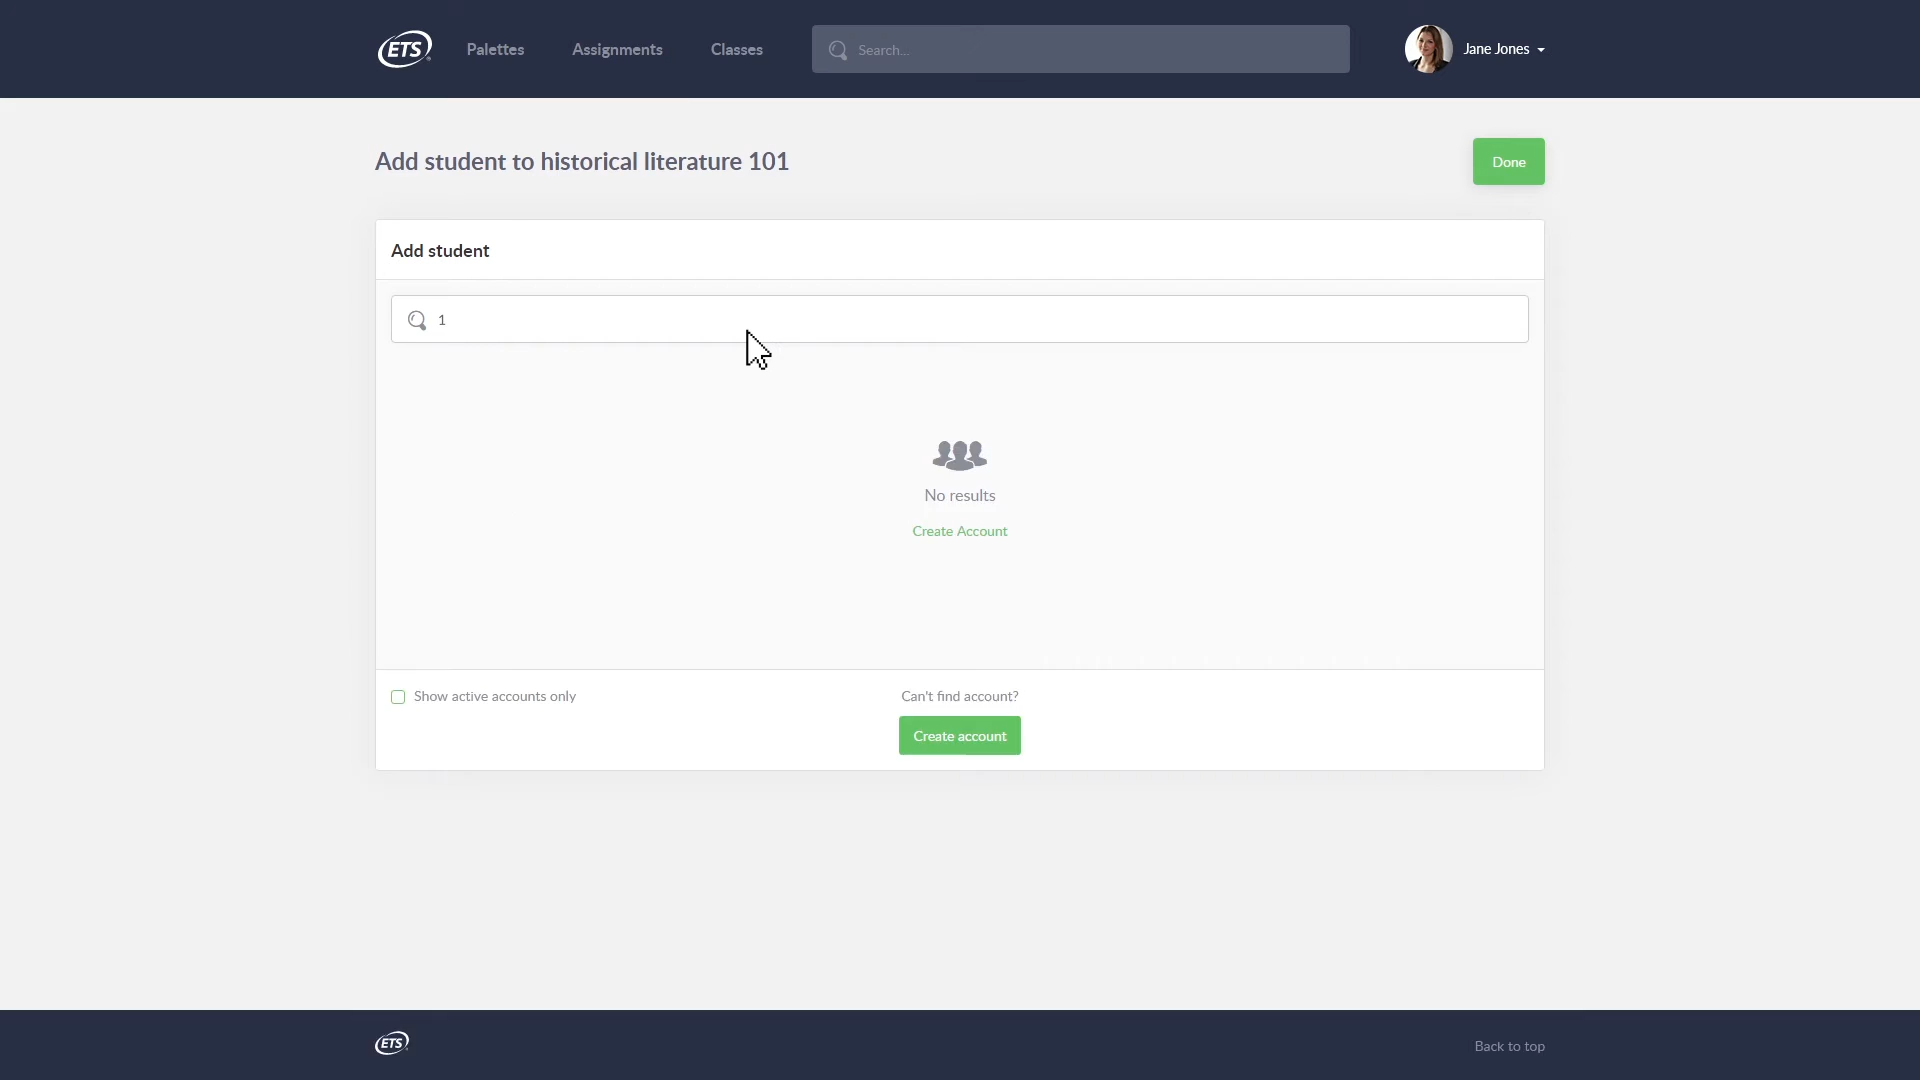 ETS Palettes Assignments Classes Search... Jane Jones
Add student to historical literature 101
Done
Add student
1
No results
Create Account
Show active accounts only
Can't find account?
Create account
ETS
Back to top